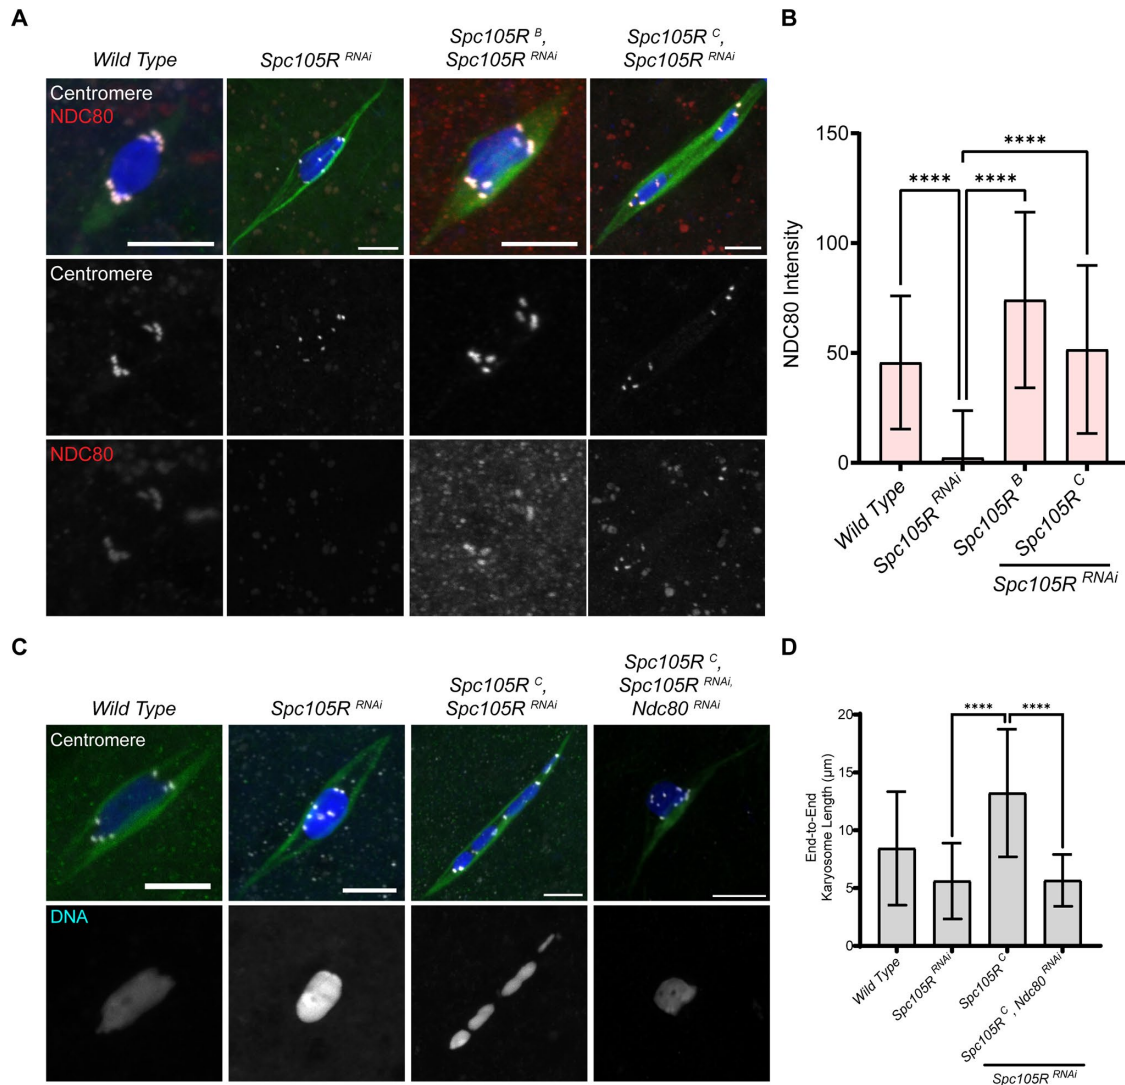 A
Wild Type
Spc105R RNAi
Spc105R B,
Spc105R RNAi
Spc105R C,
Spc105R RNAi
Centromere
NDC80
Centromere
NDC80
B
150
100
50
0
NDC80 Intensity
****
****
****
Wild Type
Spc105R RNAi
Spc105R B
Spc105R C
Spc105R RNAi
C
Wild Type
Spc105R RNAi
Spc105R C,
Spc105R RNAi
Spc105R C,
Spc105R RNAi,
Ndc80 RNAi
Centromere
DNA
D
20
15
10
5
0
End-to-End
Karyosome Length (µm)
****
****
Wild Type
Spc105R RNAi
Spc105R C
Spc105R C, Ndc80 RNAi
Spc105R RNAi